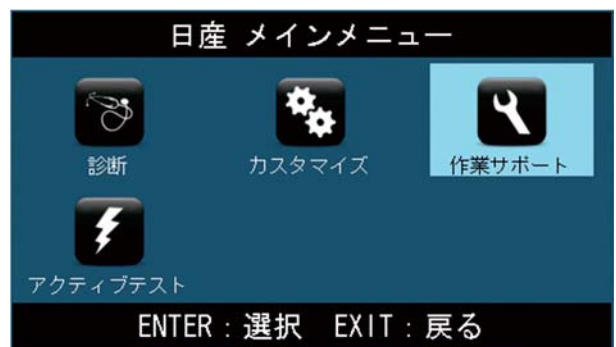 日産 メインメニュー
診断
カスタマイズ
作業サポート
アクティブテスト
ENTER：選択 EXIT：戻る